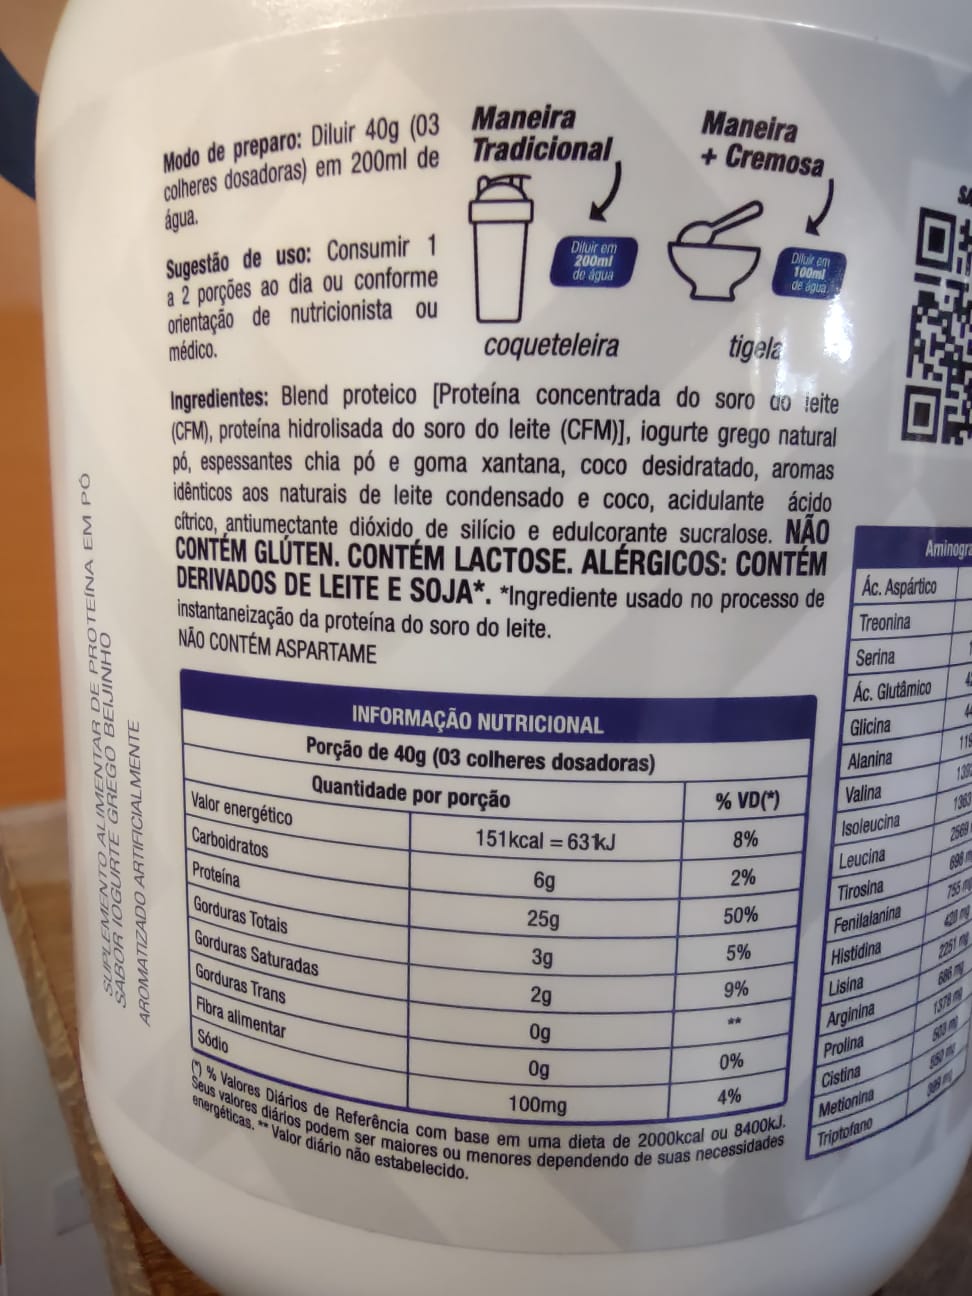 Modo de preparo: Diluir 40g (03
colheres dosadoras) em 200ml de
água.
Sugestão de uso: Consumir 1
a 2 porções ao dia ou conforme
orientação de nutricionista ou
médico.
Maneira
Tradicional
Diluir em
200ml
de água
coqueteleira
Maneira
+ Cremosa
Diluir em
100ml
de água
tigela
Ingredientes: Blend proteico [Proteína concentrada do soro do leite
(CFM), proteína hidrolisada do soro do leite (CFM)], iogurte grego natural
pó, espessantes chia pó e goma xantana, coco desidratado, aromas
idênticos aos naturais de leite condensado e coco, acidulante ácido
cítrico, antiumectante dióxido de silício e edulcorante sucralose. NÃO
CONTÉM GLÚTEN. CONTÉM LACTOSE. ALÉRGICOS: CONTÉM
DERIVADOS DE LEITE E SOJA*. *Ingrediente usado no processo de
instantaneização da proteína do soro do leite.
NÃO CONTÉM ASPARTAME
SUPLEMENTO ALIMENTAR DE PROTEÍNA EM PÓ
SABOR IOGURTE GREGO BEIJINHO
AROMATIZADO ARTIFICIALMENTE
INFORMAÇÃO NUTRICIONAL
Porção de 40g (03 colheres dosadoras)
Quantidade por porção % VD(*)
Valor energético 151kcal = 631kJ 8%
Carboidratos 6g 2%
Proteína 25g 50%
Gorduras Totais 3g 5%
Gorduras Saturadas 2g 9%
Gorduras Trans 0g **
Fibra alimentar 0g 0%
Sódio 100mg 4%
(*) % Valores Diários de Referência com base em uma dieta de 2000kcal ou 8400kJ.
Seus valores diários podem ser maiores ou menores dependendo de suas necessidades
energéticas. ** Valor diário não estabelecido.
Ác. Aspártico
Treonina
Serina
Ác. Glutâmico
Glicina
Alanina
Valina
Isoleucina
Leucina
Tirosina
Fenilalanina
Histidina
Lisina
Arginina
Prolina
Cistina
Metionina
Triptofano